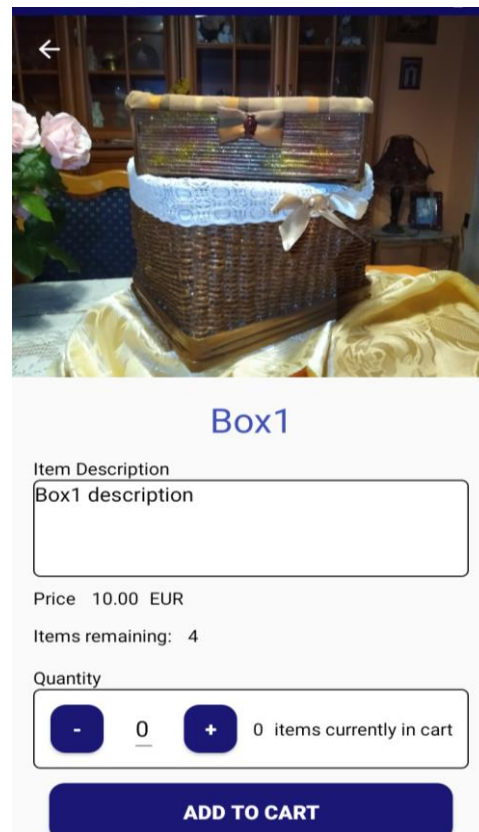 Box1
Item Description
Box1 description
Price 10.00 EUR
Items remaining: 4
Quantity
- 0 + 0 items currently in cart
ADD TO CART